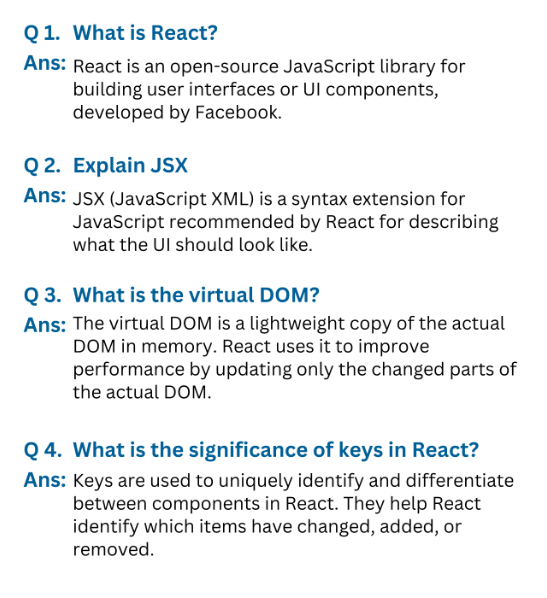 Q 1. What is React?
Ans: React is an open-source JavaScript library for
building user interfaces or UI components,
developed by Facebook.
Q 2. Explain JSX
Ans: JSX (JavaScript XML) is a syntax extension for
JavaScript recommended by React for describing
what the UI should look like.
Q 3. What is the virtual DOM?
Ans: The virtual DOM is a lightweight copy of the actual
DOM in memory. React uses it to improve
performance by updating only the changed parts of
the actual DOM.
Q 4. What is the significance of keys in React?
Ans: Keys are used to uniquely identify and differentiate
between components in React. They help React
identify which items have changed, added, or
removed.